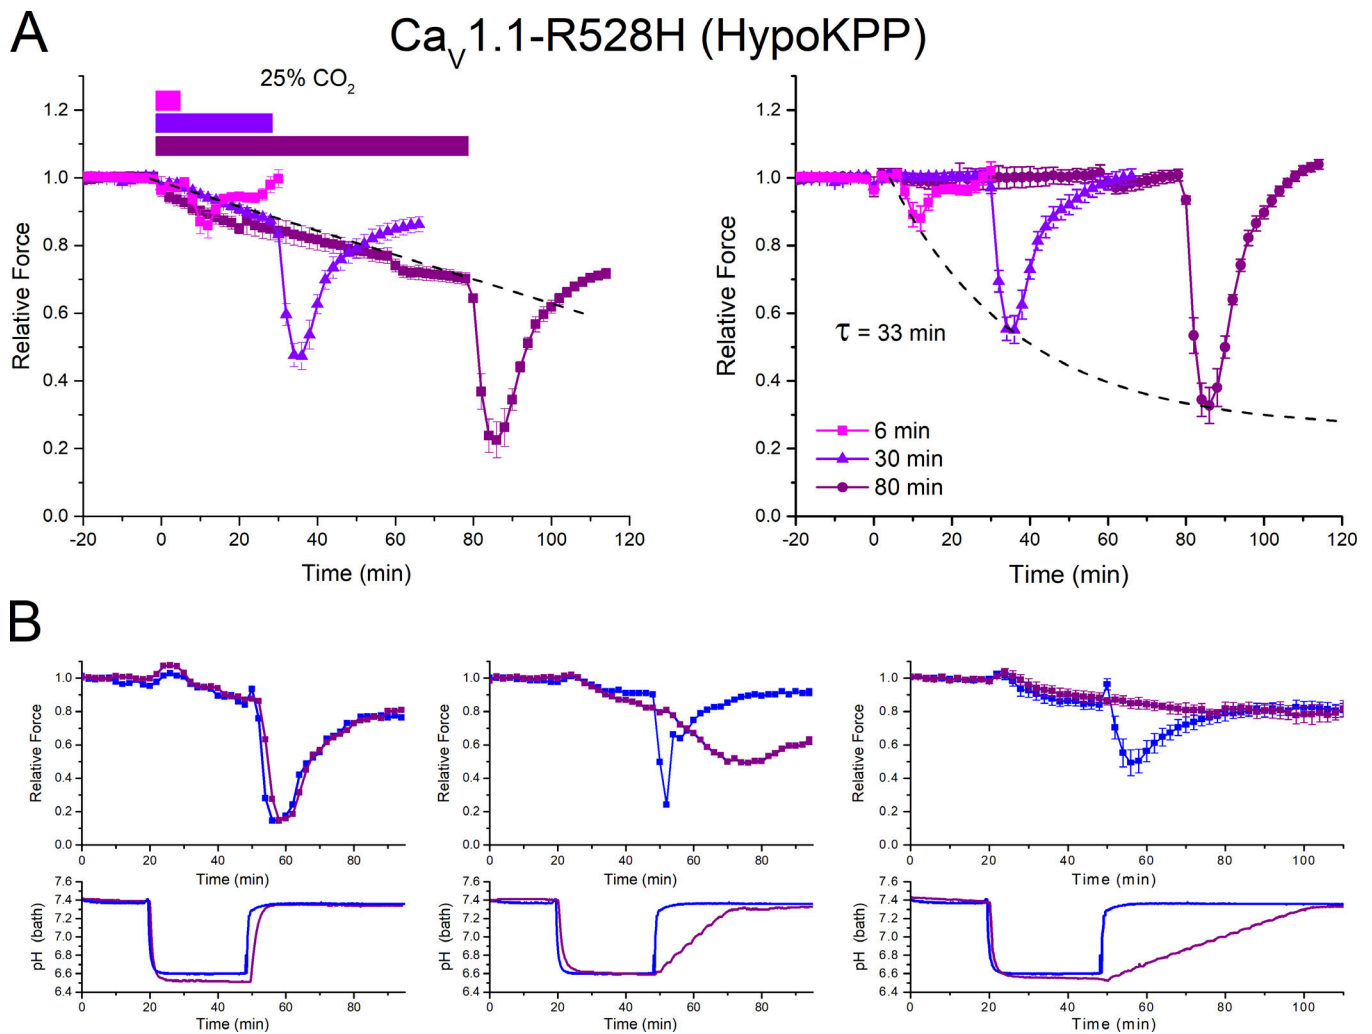 A
Ca_V 1.1-R528H (HypoKPP)
25% CO2
1.2
1.0
0.8
0.6
0.4
0.2
0.0
Relative Force
-20 0 20 40 60 80 100 120
Time (min)
1.2
1.0
0.8
0.6
0.4
0.2
0.0
Relative Force
τ = 33 min
6 min
30 min
80 min
-20 0 20 40 60 80 100 120
Time (min)
B
1.0
0.8
0.6
0.4
0.2
0.0
Relative Force
0 20 40 60 80
Time (min)
7.6
7.4
7.2
7.0
6.8
6.6
6.4
pH (bath)
0 20 40 60 80
Time (min)
1.0
0.8
0.6
0.4
0.2
0.0
Relative Force
0 20 40 60 80
Time (min)
7.6
7.4
7.2
7.0
6.8
6.6
6.4
pH (bath)
0 20 40 60 80
Time (min)
1.0
0.8
0.6
0.4
0.2
0.0
Relative Force
0 20 40 60 80 100
Time (min)
7.6
7.4
7.2
7.0
6.8
6.6
6.4
pH (bath)
0 20 40 60 80 100
Time (min)